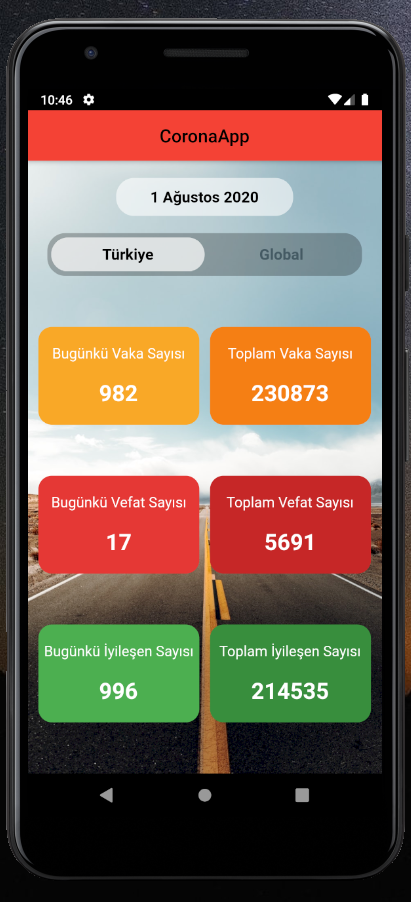 10:46
CoronaApp
1 Ağustos 2020
Türkiye Global
Bugünkü Vaka Sayısı Toplam Vaka Sayısı
982 230873
Bugünkü Vefat Sayısı Toplam Vefat Sayısı
17 5691
Bugünkü İyileşen Sayısı Toplam İyileşen Sayısı
996 214535